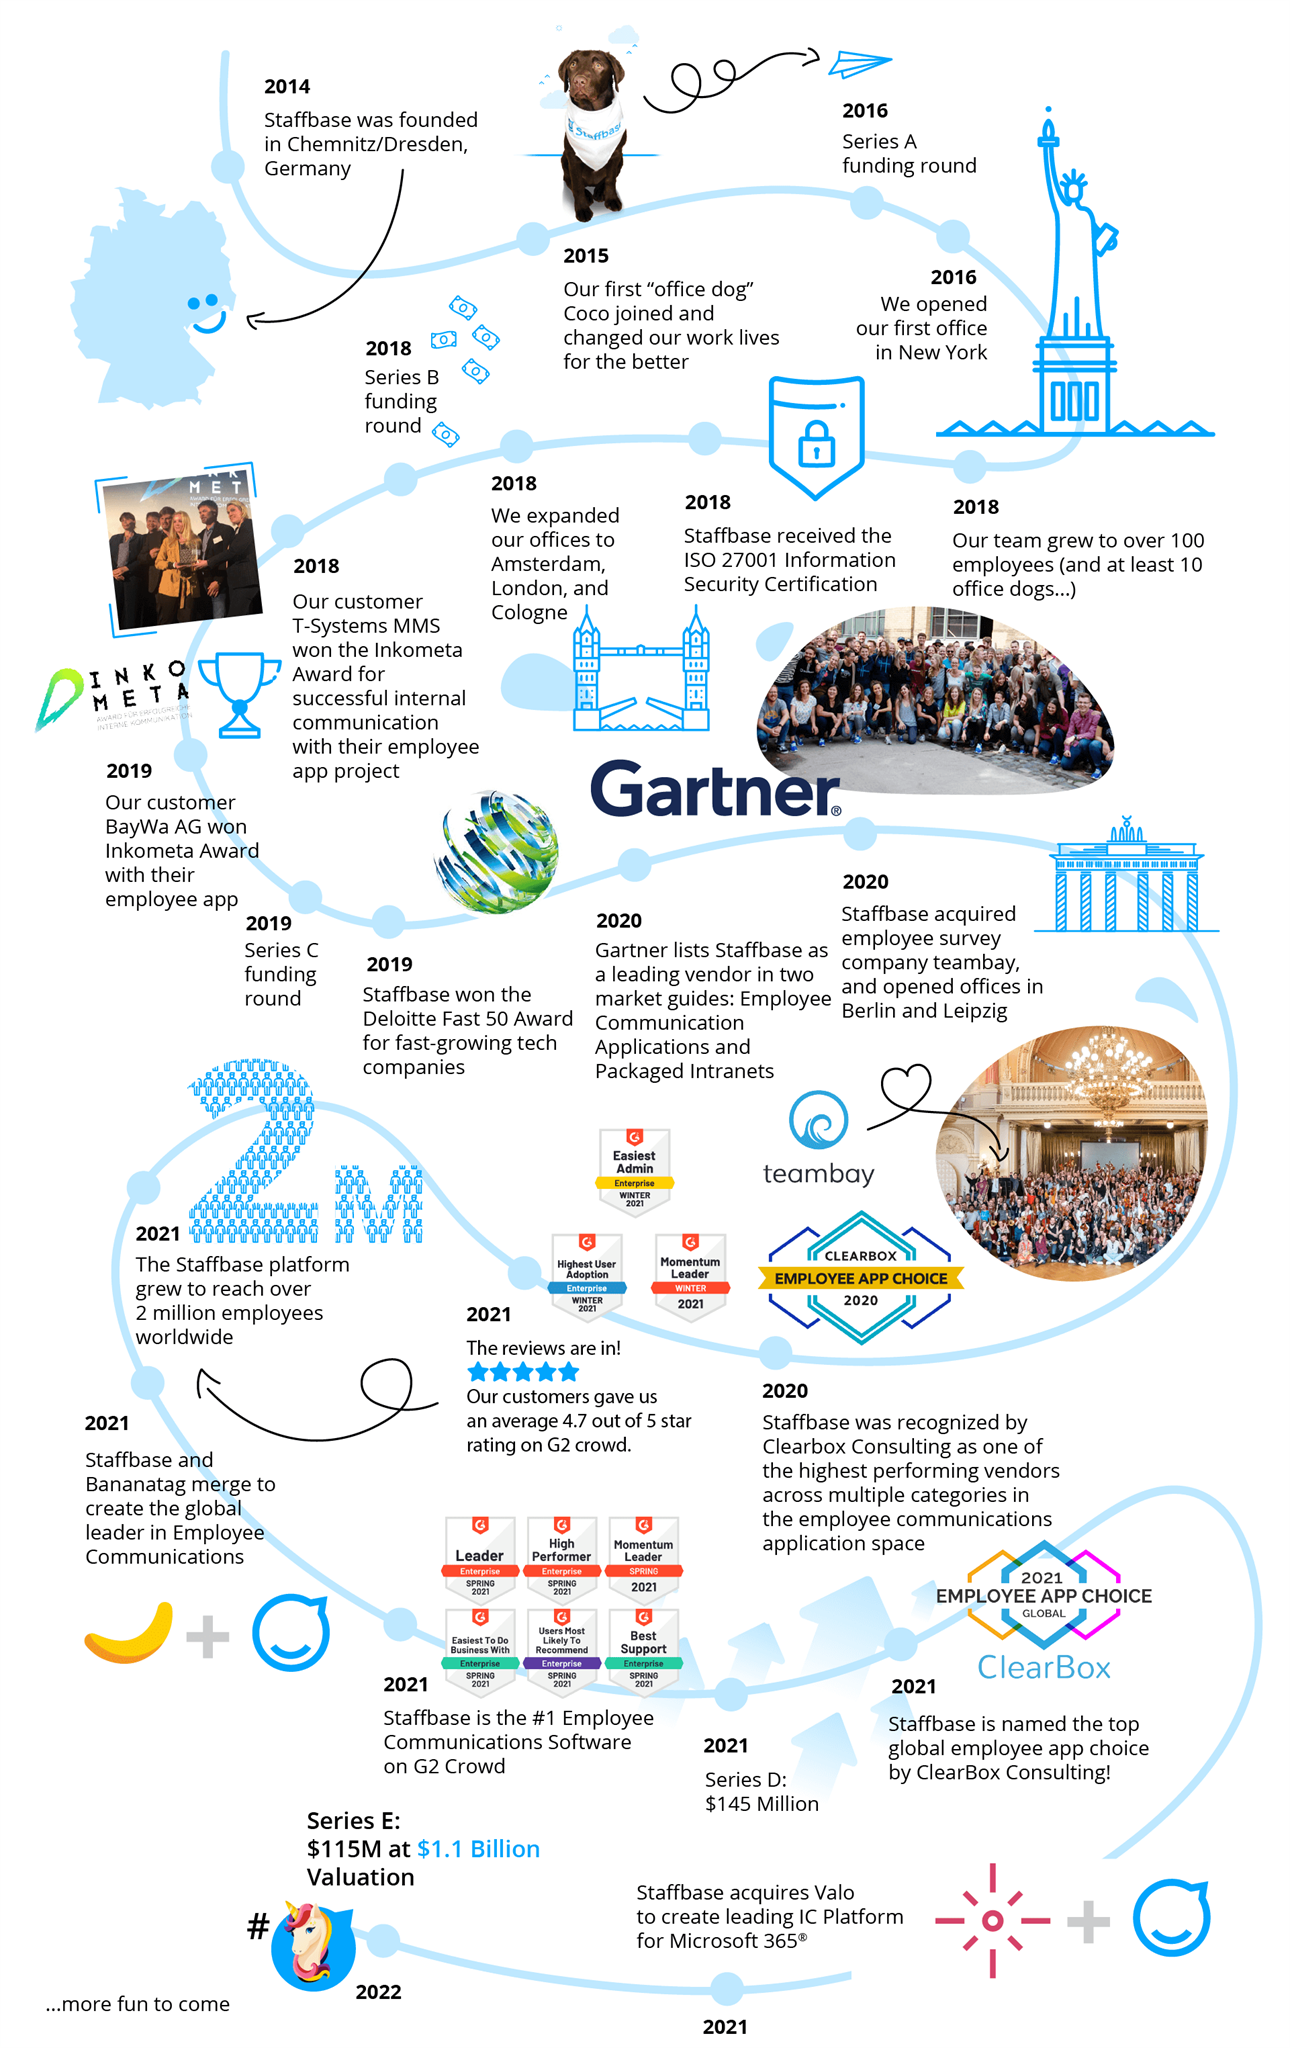 2014
Staffbase was founded
in Chemnitz/Dresden,
Germany
Staffbase
2015
Our first “office dog”
Coco joined and
changed our work lives
for the better
2016
Series A
funding round
2016
We opened
our first office
in New York
2018
Our team grew to over 100
employees (and at least 10
office dogs...)
2018
Staffbase received the
ISO 27001 Information
Security Certification
2018
We expanded
our offices to
Amsterdam,
London, and
Cologne
2018
Series B
funding
round
2018
Our customer
T-Systems MMS
won the Inkometa
Award for
successful internal
communication
with their employee
app project
MET
INKO
META
AWARD FÜR ERFOLGREICHE
INTERNE KOMMUNIKATION
2019
Our customer
BayWa AG won
Inkometa Award
with their
employee app
2019
Series C
funding
round
2019
Staffbase won the
Deloitte Fast 50 Award
for fast-growing tech
companies
Gartner®
2020
Gartner lists Staffbase as
a leading vendor in two
market guides: Employee
Communication
Applications and
Packaged Intranets
2020
Staffbase acquired
employee survey
company teambay,
and opened offices in
Berlin and Leipzig
teambay
CLEARBOX
EMPLOYEE APP CHOICE
2020
2020
Staffbase was recognized by
Clearbox Consulting as one of
the highest performing vendors
across multiple categories in
the employee communications
application space
Easiest
Admin
Enterprise
WINTER
2021
Highest User
Adoption
Enterprise
WINTER
2021
Momentum
Leader
WINTER
2021
2021
The reviews are in!
Our customers gave us
an average 4.7 out of 5 star
rating on G2 crowd.
2M
2021
The Staffbase platform
grew to reach over
2 million employees
worldwide
2021
Staffbase and
Bananatag merge to
create the global
leader in Employee
Communications
+
Leader
Enterprise
SPRING
2021
High
Performer
Enterprise
SPRING
2021
Momentum
Leader
SPRING
2021
Easiest To Do
Business With
Enterprise
SPRING
2021
Users Most
Likely To
Recommend
Enterprise
SPRING
2021
Best
Support
Enterprise
SPRING
2021
2021
Staffbase is the #1 Employee
Communications Software
on G2 Crowd
2021
Series D:
$145 Million
2021
EMPLOYEE APP CHOICE
GLOBAL
ClearBox
2021
Staffbase is named the top
global employee app choice
by ClearBox Consulting!
Staffbase acquires Valo
to create leading IC Platform
for Microsoft 365®
+
2021
Series E:
$115M at $1.1 Billion
Valuation
#
2022
...more fun to come